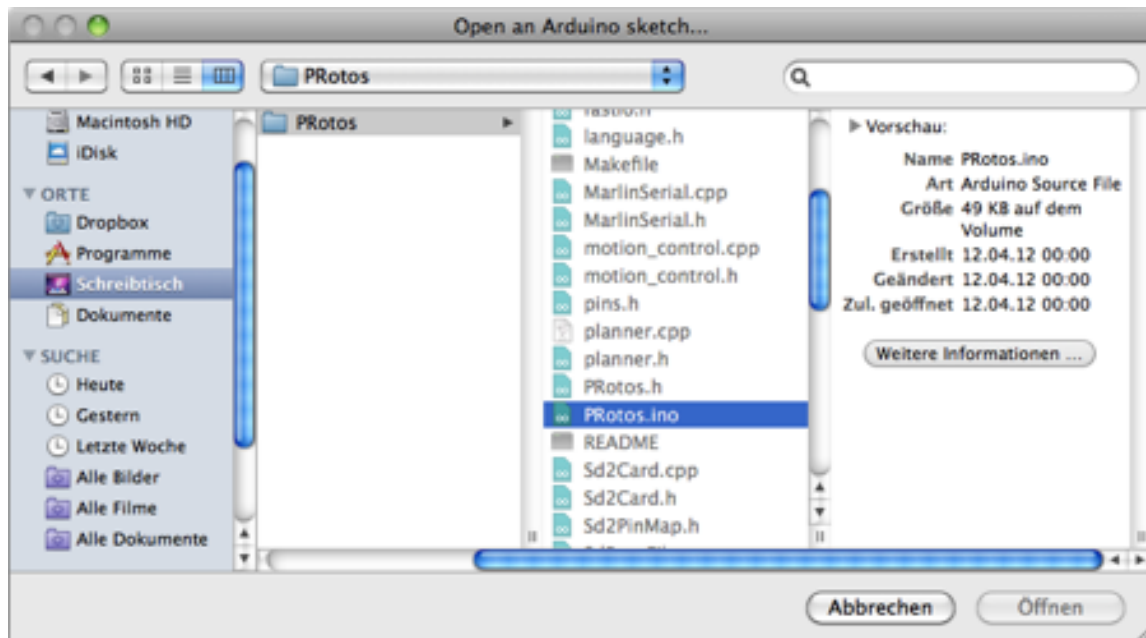 Open an Arduino sketch...
PRotos
Macintosh HD
iDisk
ORTE
Dropbox
Programme
Schreibtisch
Dokumente
SUCHE
Heute
Gestern
Letzte Woche
Alle Bilder
Alle Filme
Alle Dokumente
PRotos
language.h
Makefile
MarlinSerial.cpp
MarlinSerial.h
motion_control.cpp
motion_control.h
pins.h
planner.cpp
planner.h
PRotos.h
PRotos.ino
README
Sd2Card.cpp
Sd2Card.h
Sd2PinMap.h
Vorschau:
Name PRotos.ino
Art Arduino Source File
Größe 49 KB auf dem
Volume
Erstellt 12.04.12 00:00
Geändert 12.04.12 00:00
Zul. geöffnet 12.04.12 00:00
Weitere Informationen ...
Abbrechen
Öffnen